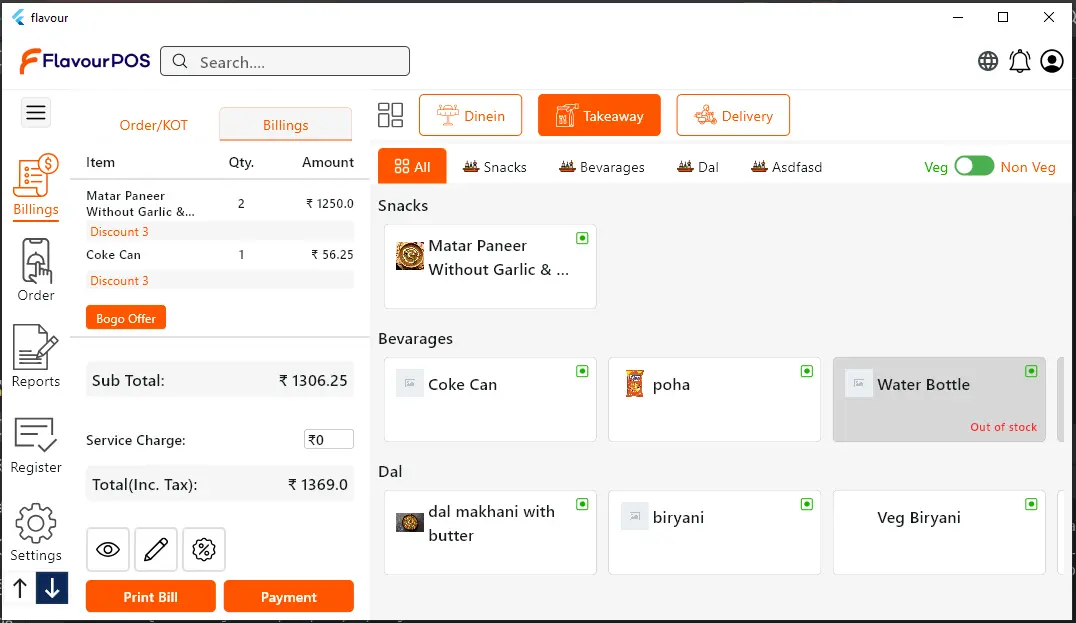 flavour
FlavourPOS
Search....
Order/KOT
Billings
Dinein
Takeaway
Delivery
Billings
Order
Reports
Register
Settings
Item Qty. Amount
Matar Paneer
Without Garlic &... 2 ₹ 1250.0
Discount 3
Coke Can 1 ₹ 56.25
Discount 3
Bogo Offer
Sub Total: ₹ 1306.25
Service Charge: ₹0
Total(Inc. Tax): ₹ 1369.0
Print Bill
Payment
All
Snacks
Bevarages
Dal
Asdfasd
Veg
Non Veg
Snacks
Matar Paneer
Without Garlic & ...
Bevarages
Coke Can
poha
Water Bottle
Out of stock
Dal
dal makhani with
butter
biryani
Veg Biryani